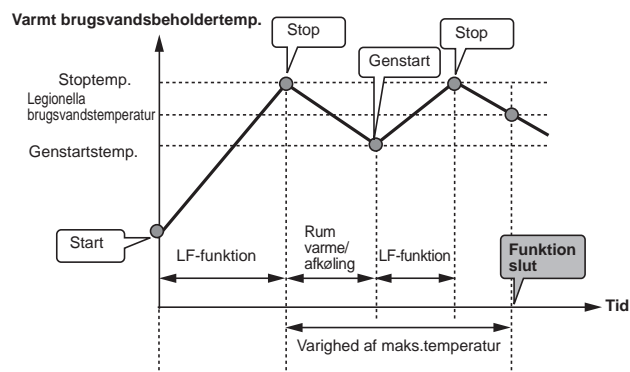 Varmt brugsvandsbeholdertemp.
Stop
Stop
Genstart
Stoptemp.
Legionella
brugsvandstemperatur
Genstartstemp.
Start
LF-funktion
Rum
varme/
afkøling
LF-funktion
Funktion
slut
Tid
Varighed af maks.temperatur